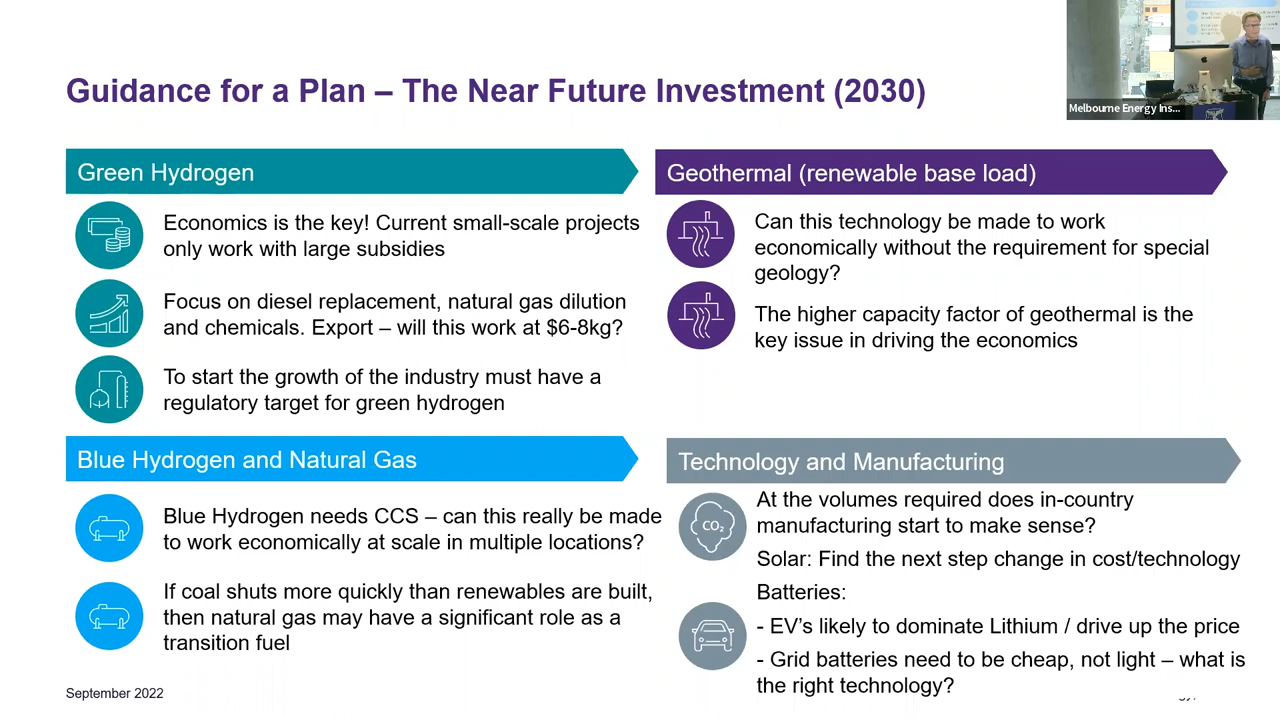 Guidance for a Plan – The Near Future Investment (2030)
Melbourne Energy Ins...
Green Hydrogen
Economics is the key! Current small-scale projects
only work with large subsidies
Focus on diesel replacement, natural gas dilution
and chemicals. Export – will this work at $6-8kg?
To start the growth of the industry must have a
regulatory target for green hydrogen
Geothermal (renewable base load)
Can this technology be made to work
economically without the requirement for special
geology?
The higher capacity factor of geothermal is the
key issue in driving the economics
Blue Hydrogen and Natural Gas
Blue Hydrogen needs CCS – can this really be made
to work economically at scale in multiple locations?
If coal shuts more quickly than renewables are built,
then natural gas may have a significant role as a
transition fuel
Technology and Manufacturing
CO₂
At the volumes required does in-country
manufacturing start to make sense?
Solar: Find the next step change in cost/technology
Batteries:
- EV's likely to dominate Lithium / drive up the price
- Grid batteries need to be cheap, not light – what is
the right technology?
September 2022